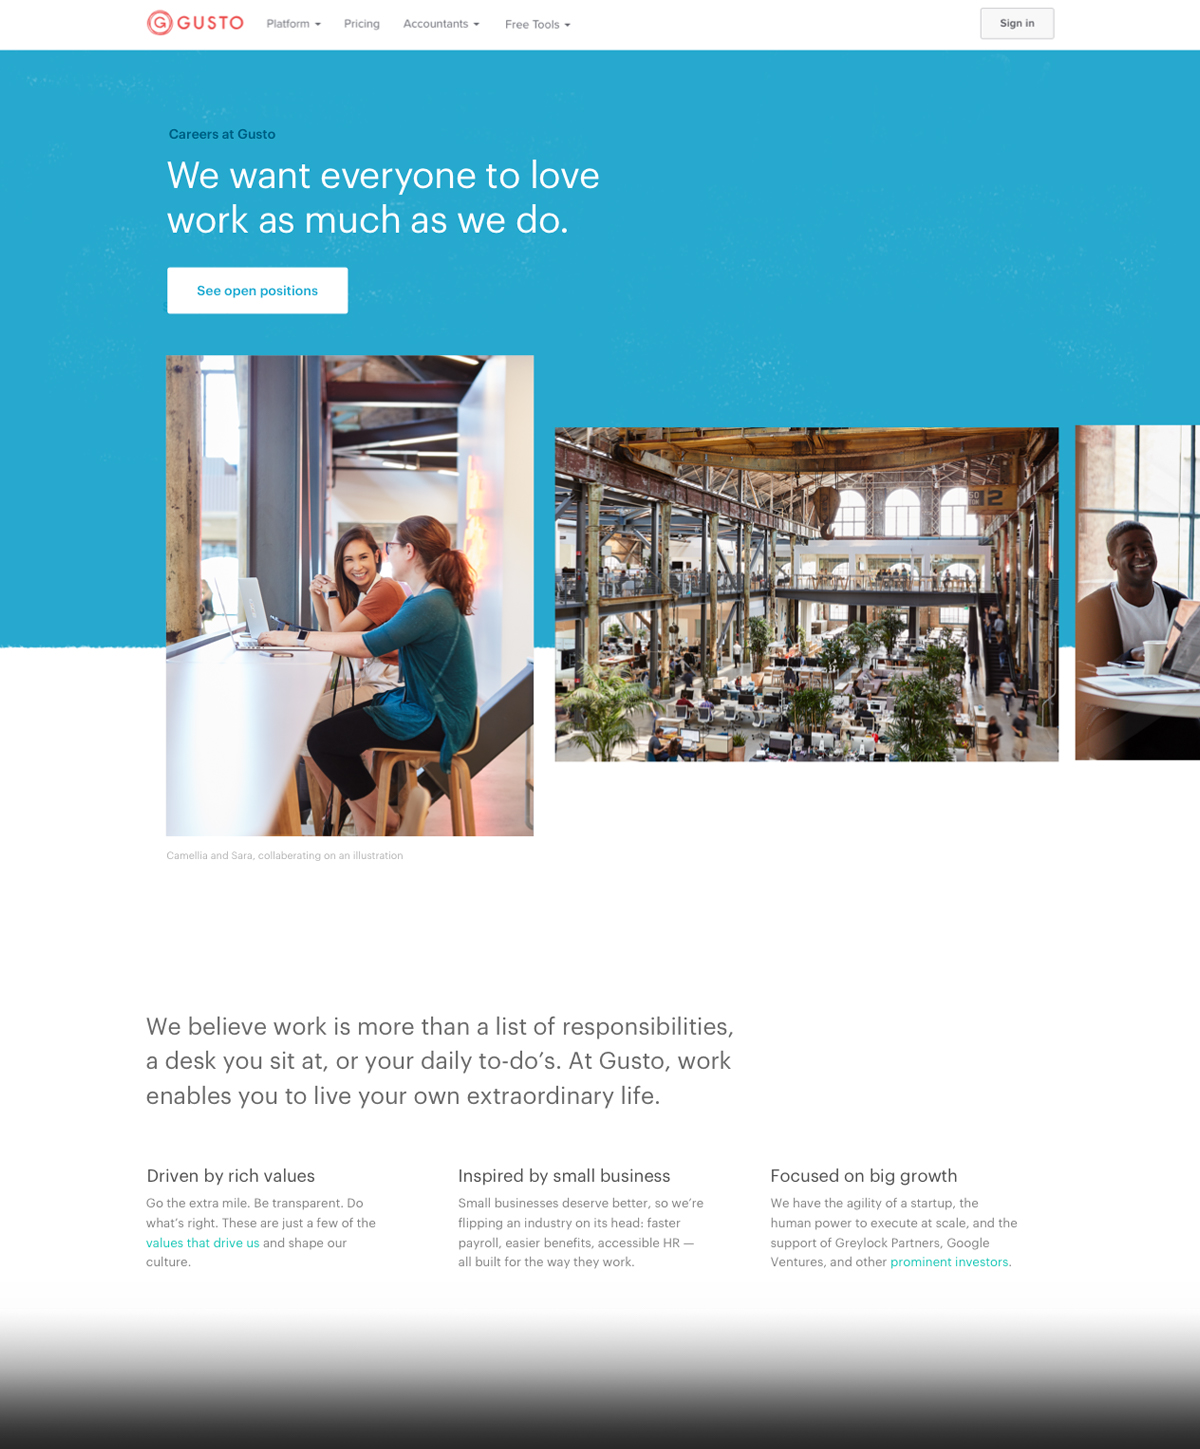 GUSTO
Platform
Pricing
Accountants
Free Tools
Sign in
Careers at Gusto
We want everyone to love
work as much as we do.
See open positions
50
TON
12
Camellia and Sara, collaberating on an illustration
We believe work is more than a list of responsibilities,
a desk you sit at, or your daily to-do’s. At Gusto, work
enables you to live your own extraordinary life.
Driven by rich values
Go the extra mile. Be transparent. Do
what’s right. These are just a few of the
values that drive us and shape our
culture.
Inspired by small business
Small businesses deserve better, so we’re
flipping an industry on its head: faster
payroll, easier benefits, accessible HR —
all built for the way they work.
Focused on big growth
We have the agility of a startup, the
human power to execute at scale, and the
support of Greylock Partners, Google
Ventures, and other prominent investors.